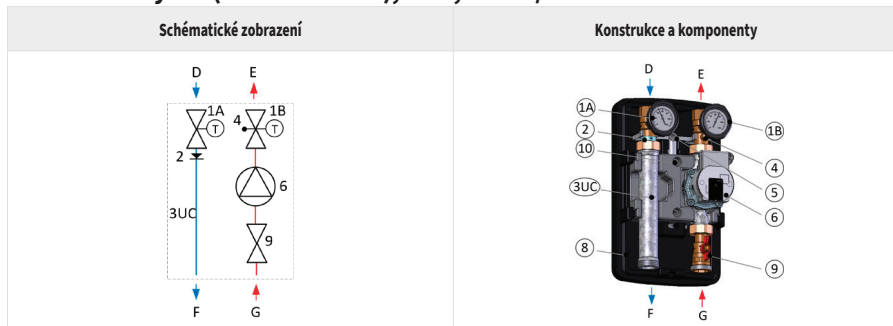 Schématické zobrazení
Konstrukce a komponenty
D
E
1A
4
1B
T
T
2
6
3UC
9
F
G
D
E
1A
1B
2
10
4
3UC
5
6
8
9
F
G